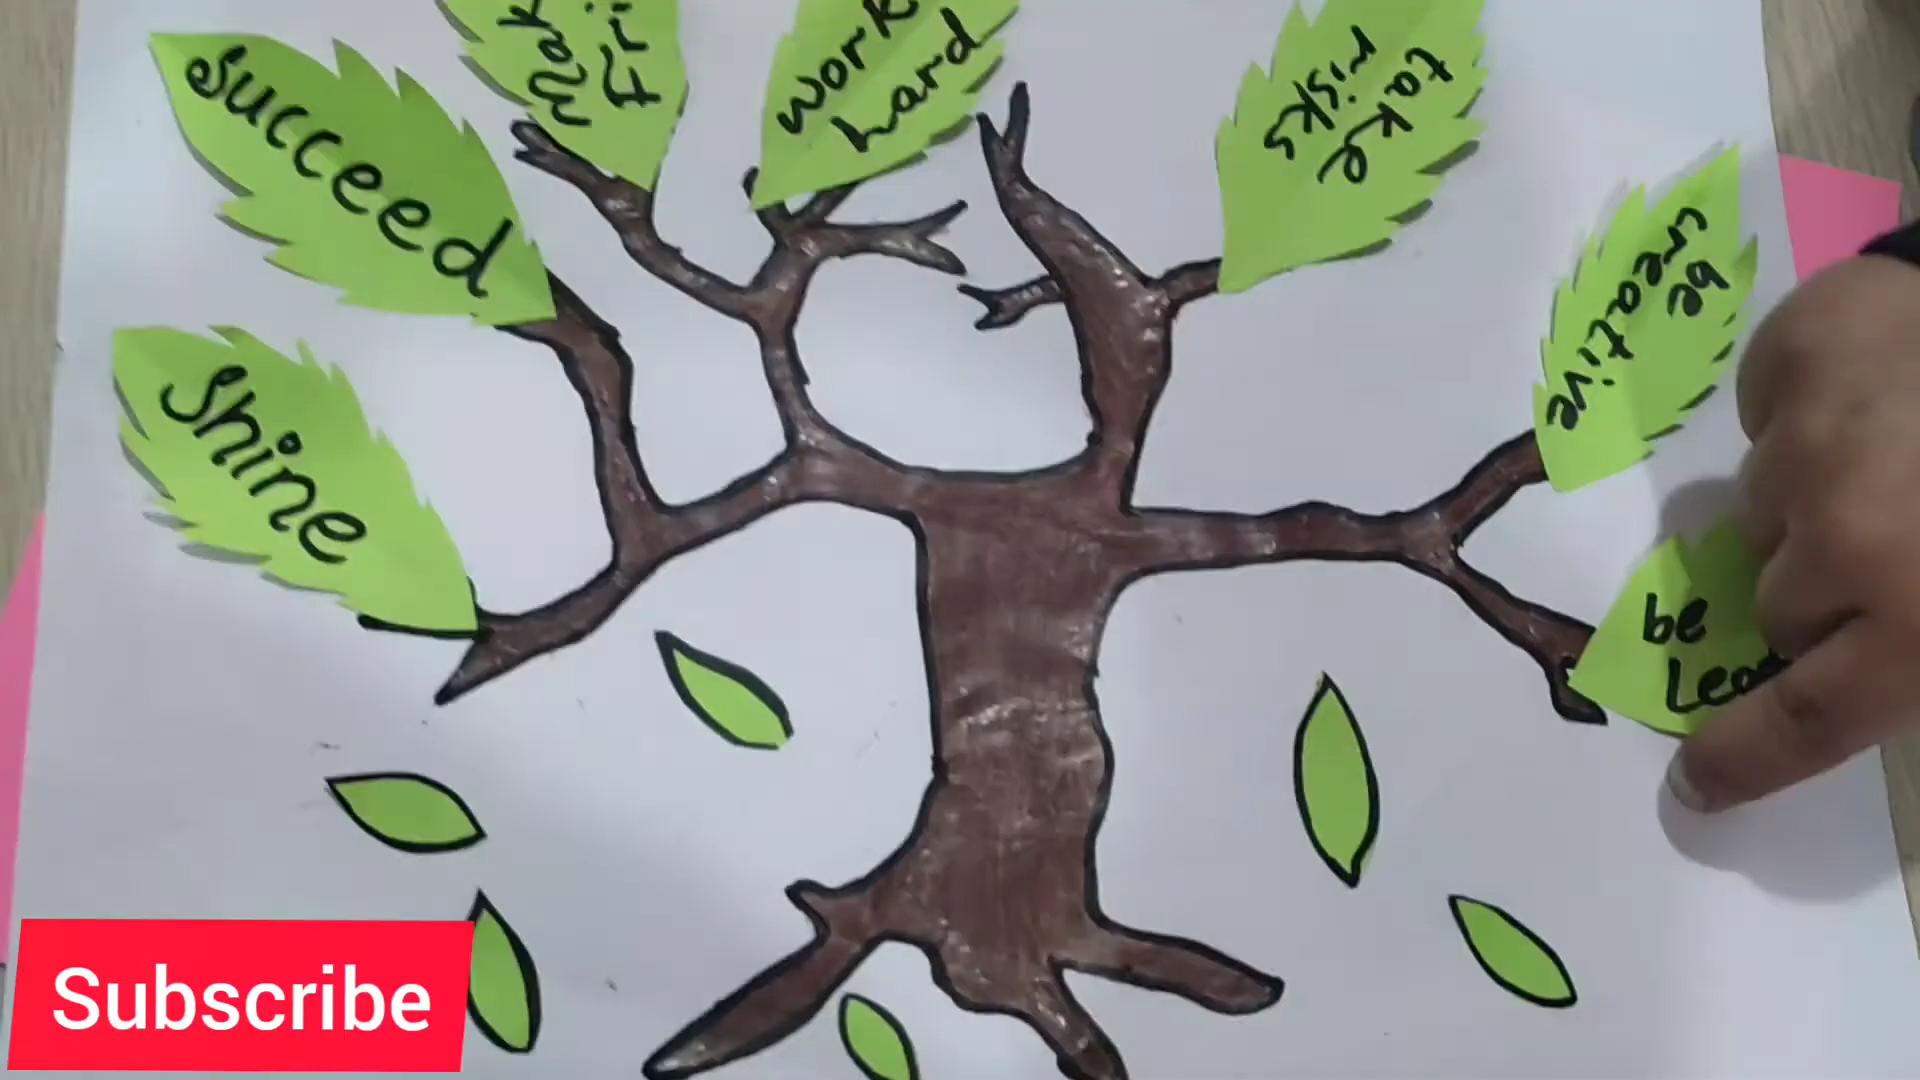 shine
succeed
work
hard
take
risks
be
creative
be
Subscribe